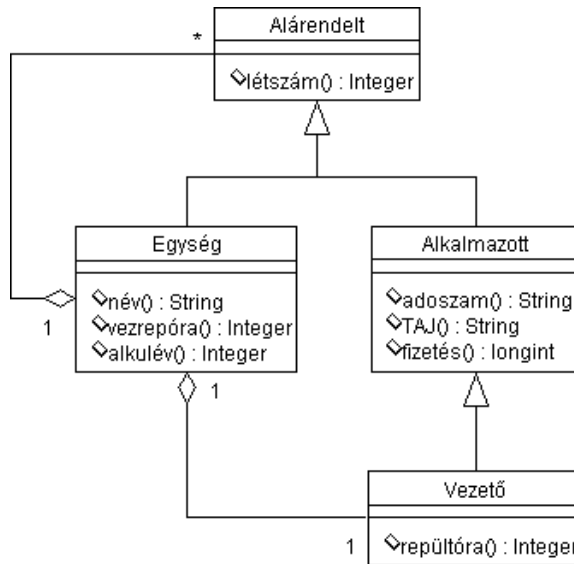 Alárendelt
*
létszám() : Integer
Egység
Alkalmazott
név() : String
vezrepóra() : Integer
alkulév() : Integer
adoszam() : String
TAJ() : String
fizetés() : longint
1
1
Vezető
1
repültóra() : Integer